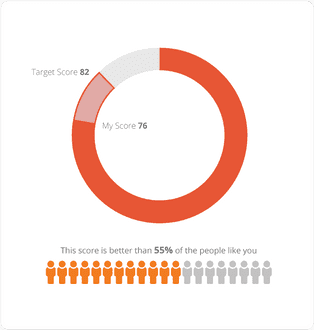 Target Score 82
My Score 76
This score is better than 55% of the people like you